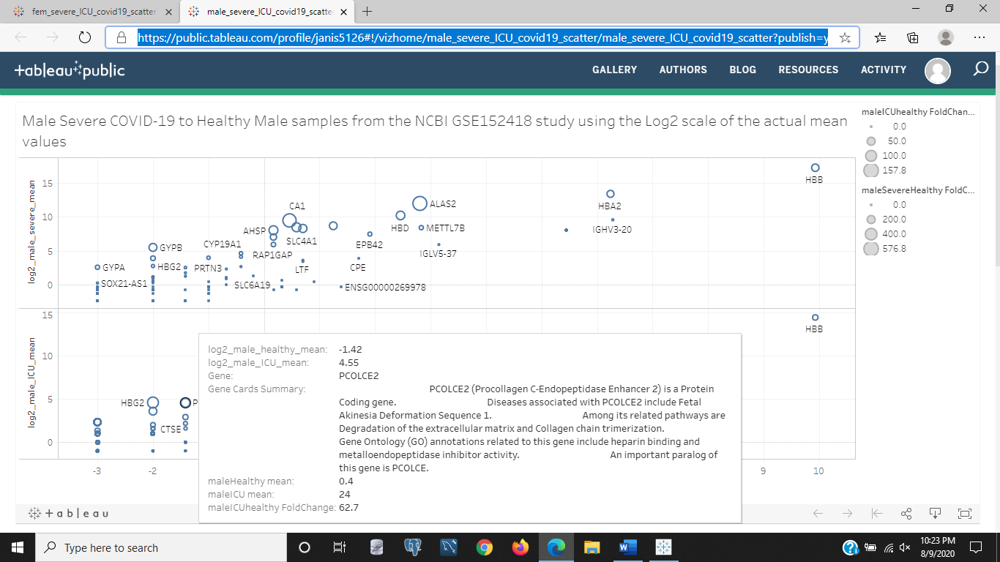 fem_severe_ICU_covid19_scatter
male_severe_ICU_covid19_scatte
https://public.tableau.com/profile/janis5126#!/vizhome/male_severe_ICU_covid19_scatter/male_severe_ICU_covid19_scatter?publish=y
+ableau+public
GALLERY
AUTHORS
BLOG
RESOURCES
ACTIVITY
Male Severe COVID-19 to Healthy Male samples from the NCBI GSE152418 study using the Log2 scale of the actual mean
values
maleICUhealthy FoldChan...
0.0
50.0
100.0
157.8
maleSevereHealthy FoldC...
0.0
200.0
400.0
576.8
log2_male_severe_mean
15
10
5
0
HBB
CA1
ALAS2
HBA2
AHSP
HBD
METTL7B
IGHV3-20
GYPB
CYP19A1
SLC4A1
EPB42
RAP1GAP
IGLV5-37
GYPA
HBG2
PRTN3
LTF
CPE
SOX21-AS1
SLC6A19
ENSG00000269978
log2_male_ICU_mean
15
10
5
0
HBB
HBG2
P
CTSE
-3
-2
9
10
log2_male_healthy_mean: -1.42
log2_male_ICU_mean: 4.55
Gene: PCOLCE2
Gene Cards Summary: PCOLCE2 (Procollagen C-Endopeptidase Enhancer 2) is a Protein
Coding gene. Diseases associated with PCOLCE2 include Fetal
Akinesia Deformation Sequence 1. Among its related pathways are
Degradation of the extracellular matrix and Collagen chain trimerization.
Gene Ontology (GO) annotations related to this gene include heparin binding and
metalloendopeptidase inhibitor activity. An important paralog of
this gene is PCOLCE.
maleHealthy mean: 0.4
maleICU mean: 24
maleICUhealthy FoldChange: 62.7
+ a b l e a u
Type here to search
10:23 PM
8/9/2020